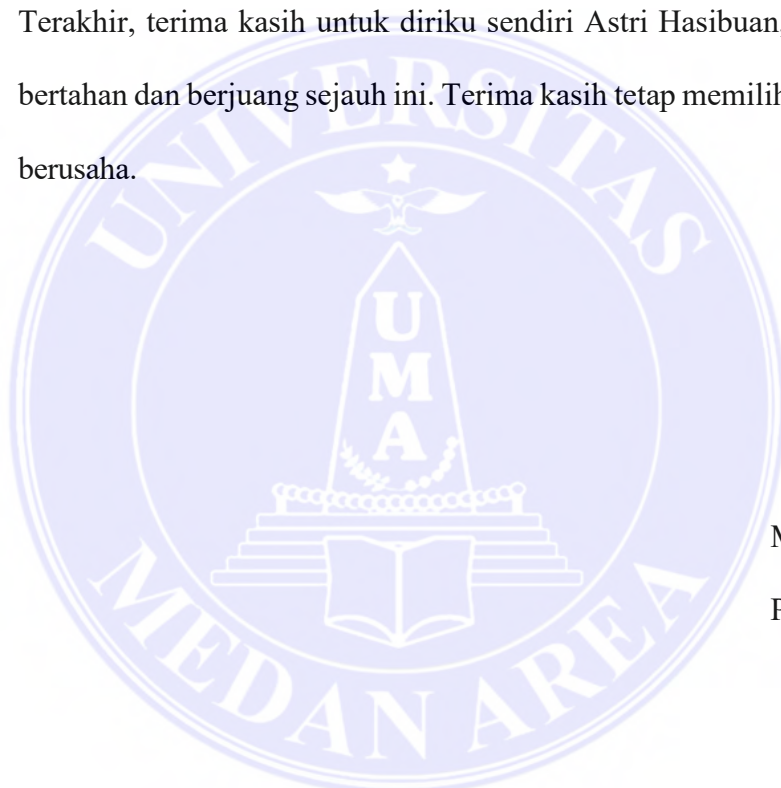 Terakhir, terima kasih untuk diriku sendiri Astri Hasibuan,
bertahan dan berjuang sejauh ini. Terima kasih tetap memilih
berusaha.
UNIVERSITAS
U
M
A
MEDAN AREA